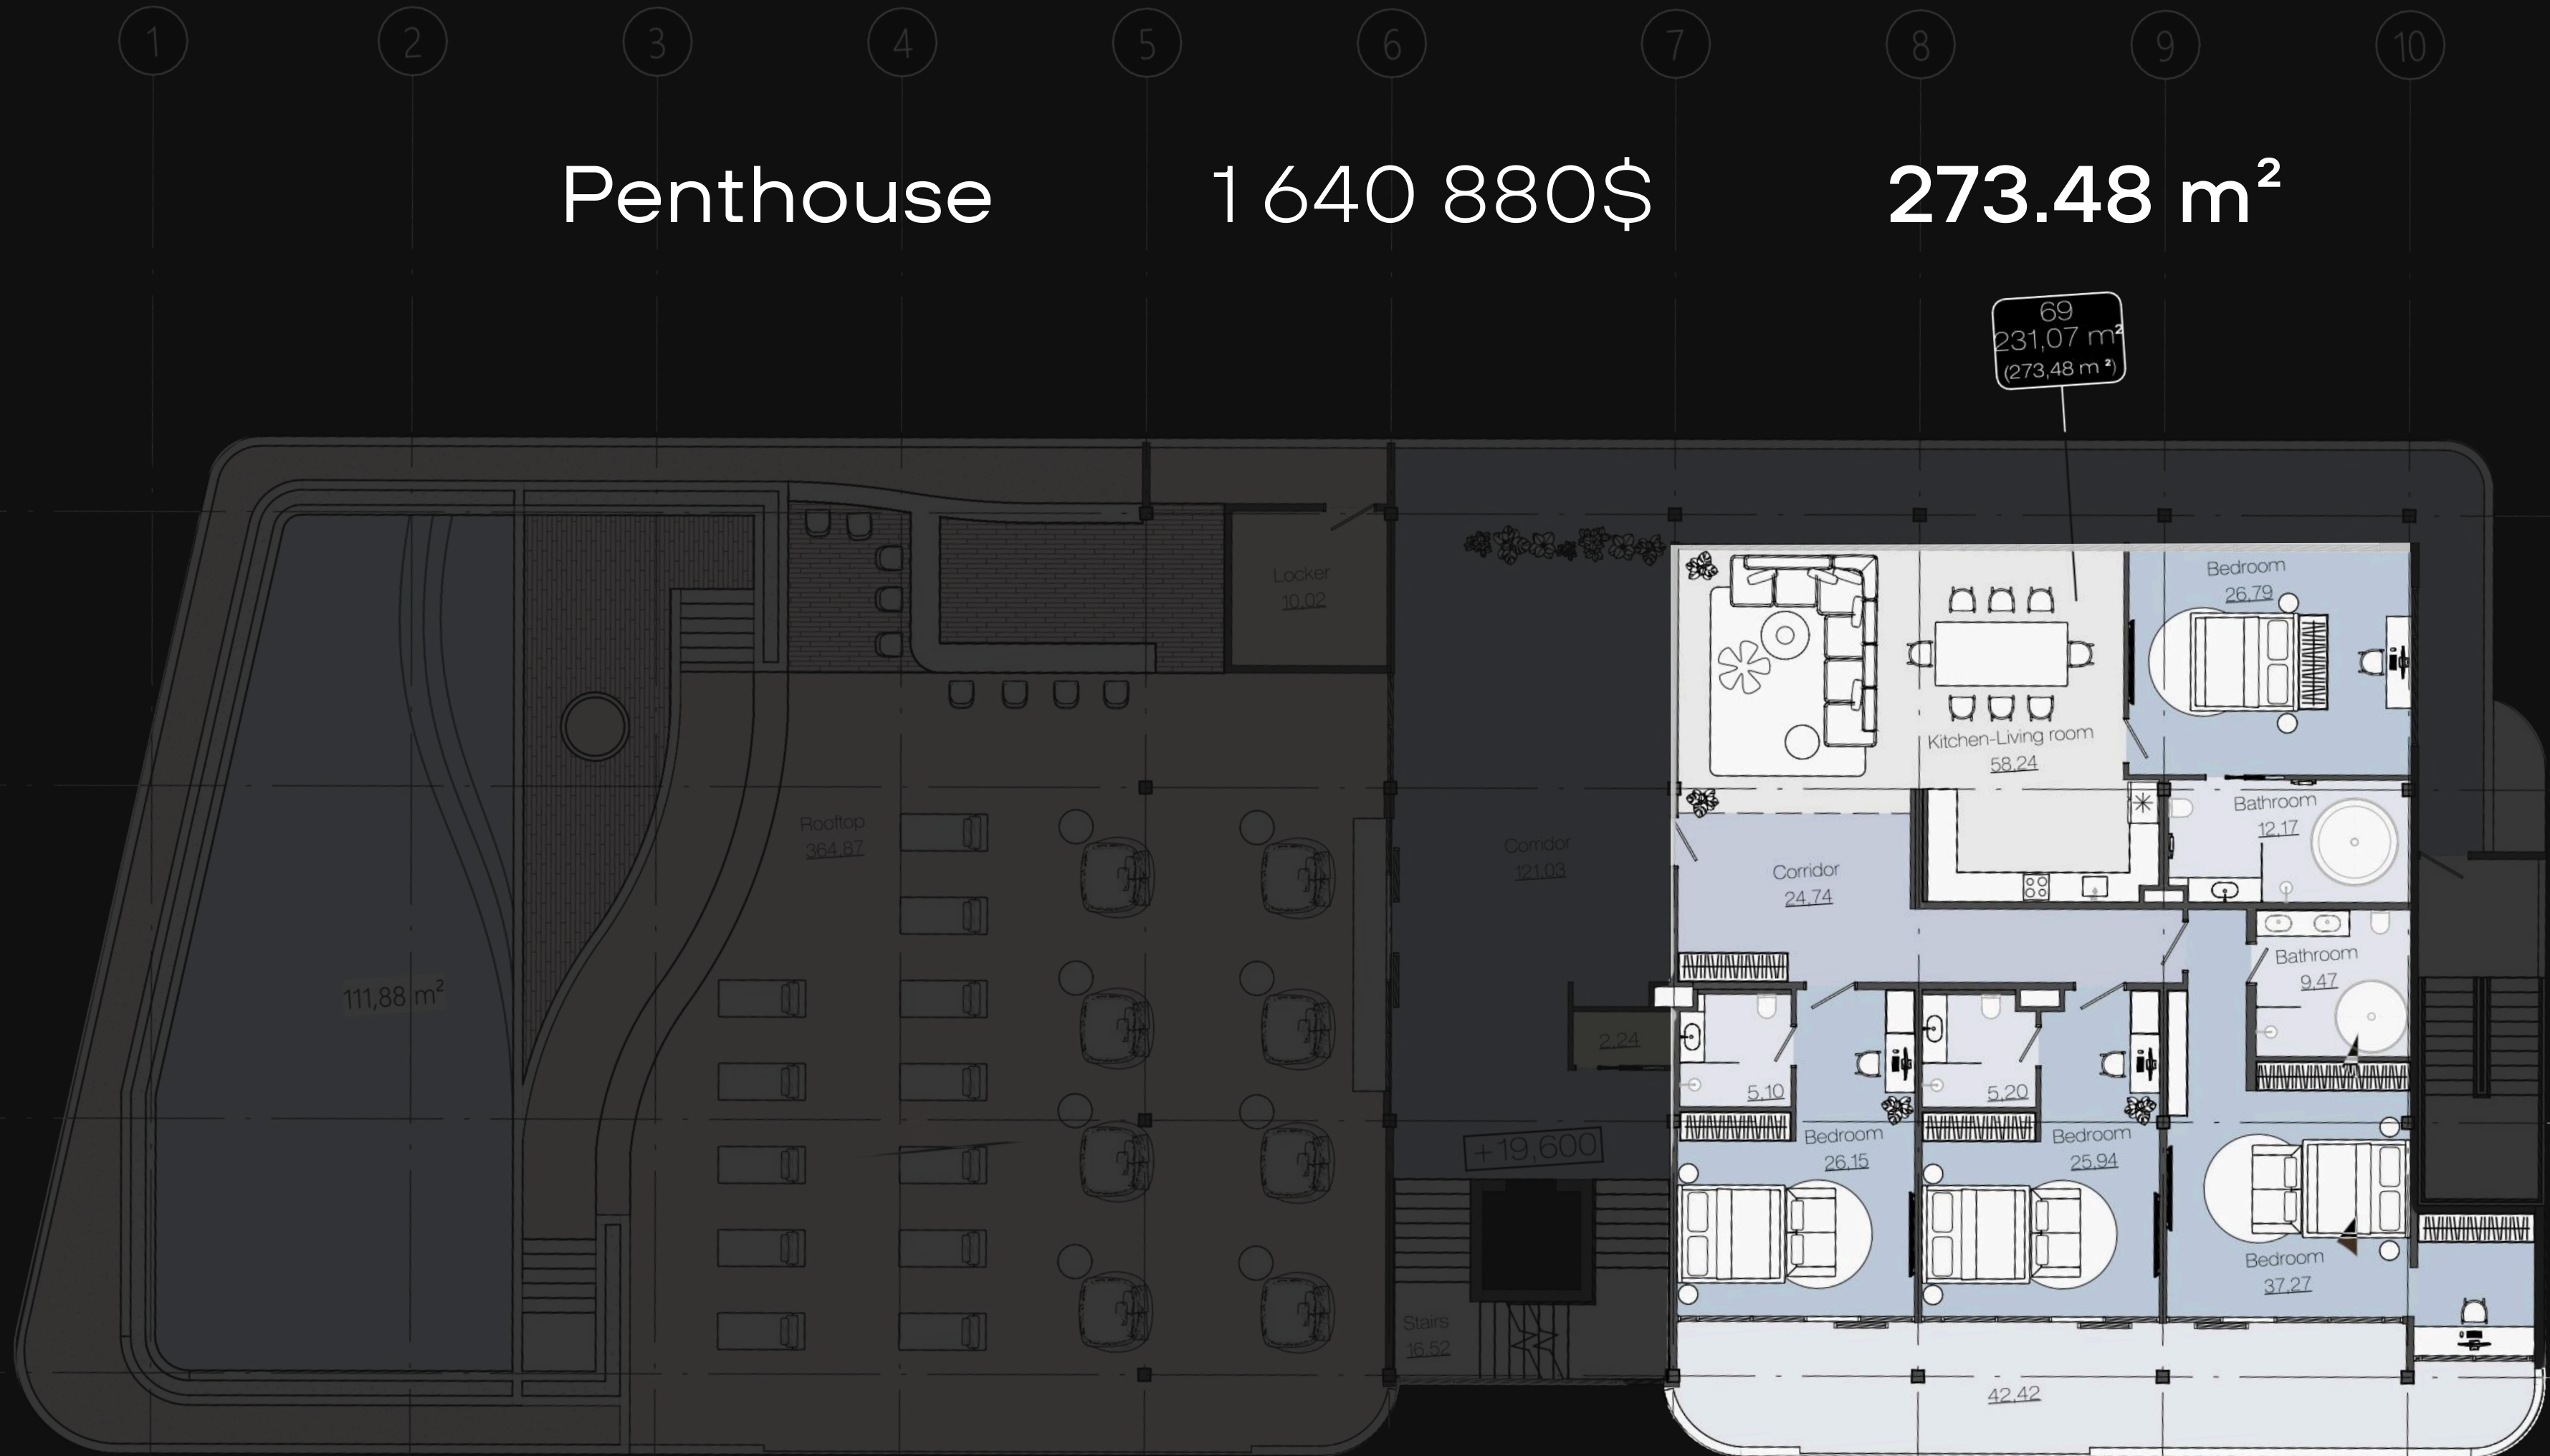 1 2 3 4 5 6 7 8 9 10
Penthouse 1 640 880$ 273.48 m²
69
231,07 m²
(273,48 m²)
Locker
10.02
Bedroom
26,79
Kitchen-Living room
58,24
Rooftop
364,87
Corridor
121,03
Bathroom
12,17
Corridor
24,74
Bathroom
9,47
111,88 m²
2,24
5,10
5,20
+19,600
Bedroom
26,15
Bedroom
25,94
Bedroom
37,27
Stairs
16,52
42,42